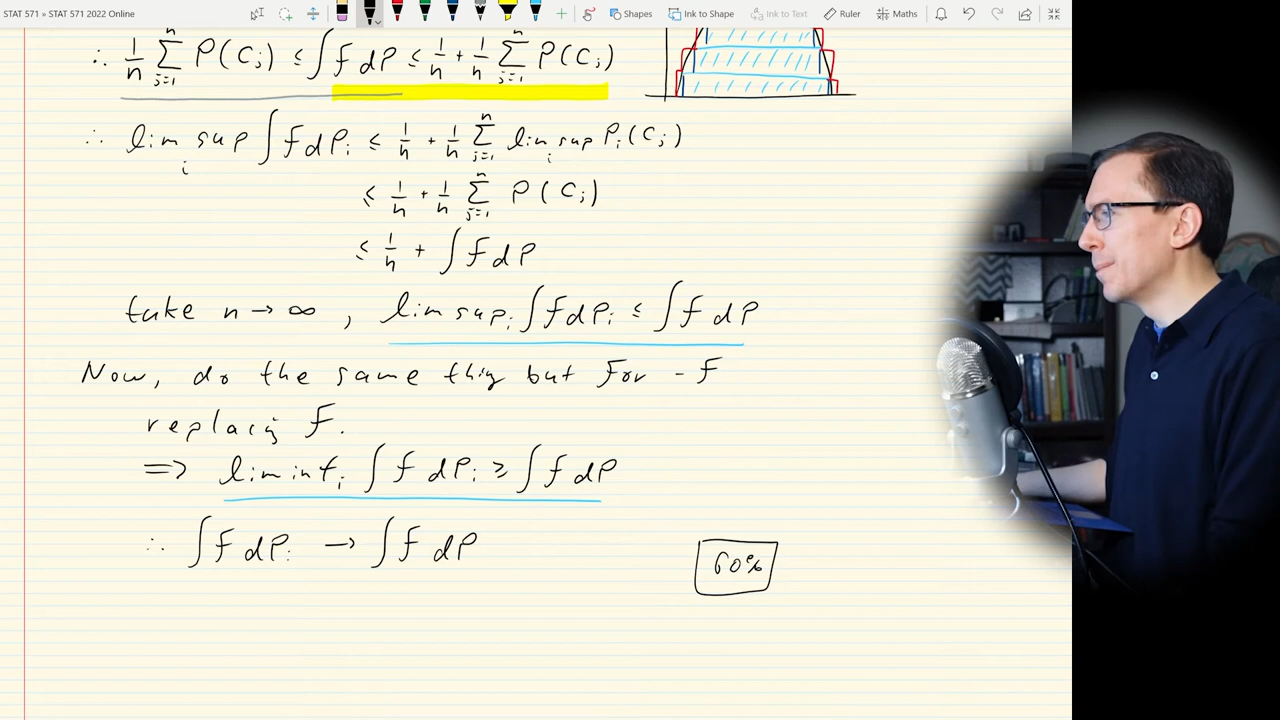 STAT 571 » STAT 571 2022 Online
Shapes Ink to Shape Ink to Text Ruler Maths
∴ 1/n Σ_{j=1}^n P(C_j) ≤ ∫ f dP ≤ 1/n + 1/n Σ_{j=1}^n P(C_j)
∴ lim sup_i ∫ f dP_i ≤ 1/n + 1/n Σ_{j=1}^n lim sup_i P_i(C_j)
≤ 1/n + 1/n Σ_{j=1}^n P(C_j)
≤ 1/n + ∫ f dP
take n → ∞, lim sup_i ∫ f dP_i ≤ ∫ f dP
Now, do the same thing but for -f
replacing f.
=> lim inf_i ∫ f dP_i ≥ ∫ f dP
∴ ∫ f dP_i → ∫ f dP
60%